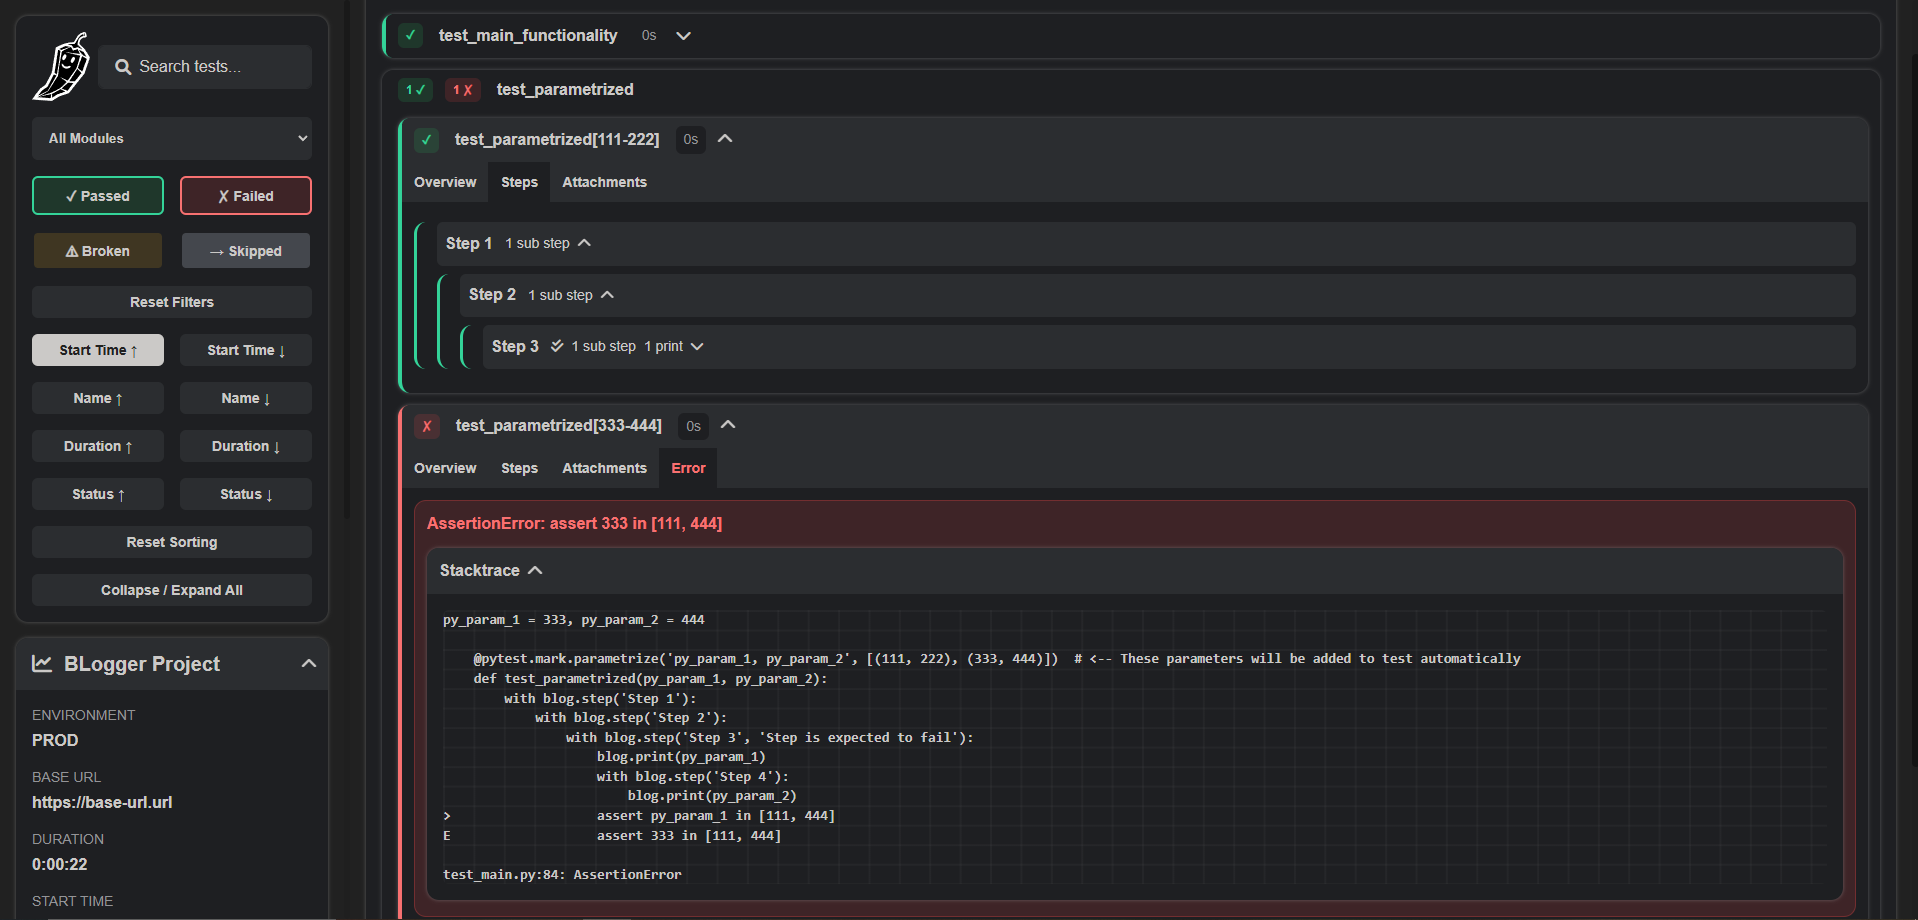 Search tests...
All Modules
✓ Passed
✗ Failed
⚠ Broken
→ Skipped
Reset Filters
Start Time ↑
Start Time ↓
Name ↑
Name ↓
Duration ↑
Duration ↓
Status ↑
Status ↓
Reset Sorting
Collapse / Expand All
BLogger Project
ENVIRONMENT
PROD
BASE URL
https://base-url.url
DURATION
0:00:22
START TIME
✓ test_main_functionality 0s
1 ✓ 1 ✗ test_parametrized
✓ test_parametrized[111-222] 0s
Overview Steps Attachments
Step 1 1 sub step
Step 2 1 sub step
Step 3 1 sub step 1 print
✗ test_parametrized[333-444] 0s
Overview Steps Attachments Error
AssertionError: assert 333 in [111, 444]
Stacktrace
py_param_1 = 333, py_param_2 = 444
    @pytest.mark.parametrize('py_param_1, py_param_2', [(111, 222), (333, 444)])  # <-- These parameters will be added to test automatically
    def test_parametrized(py_param_1, py_param_2):
        with blog.step('Step 1'):
            with blog.step('Step 2'):
                with blog.step('Step 3', 'Step is expected to fail'):
                    blog.print(py_param_1)
                    with blog.step('Step 4'):
                        blog.print(py_param_2)
>                   assert py_param_1 in [111, 444]
E                   assert 333 in [111, 444]
test_main.py:84: AssertionError